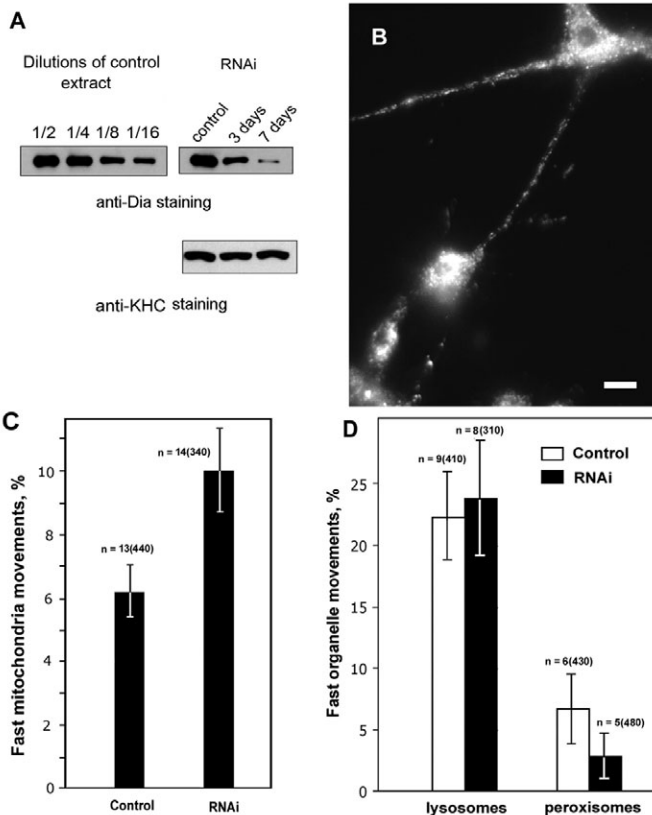 A
Dilutions of control
extract
1/2 1/4 1/8 1/16
RNAi
control 3 days 7 days
anti-Dia staining
anti-KHC staining
B
C
Fast mitochondria movements, %
10
8
6
4
2
0
n = 13(440)
n = 14(340)
Control
RNAi
D
Fast organelle movements, %
25
20
15
10
5
0
n = 9(410)
n = 8(310)
Control
RNAi
n = 6(430)
n = 5(480)
lysosomes
peroxisomes